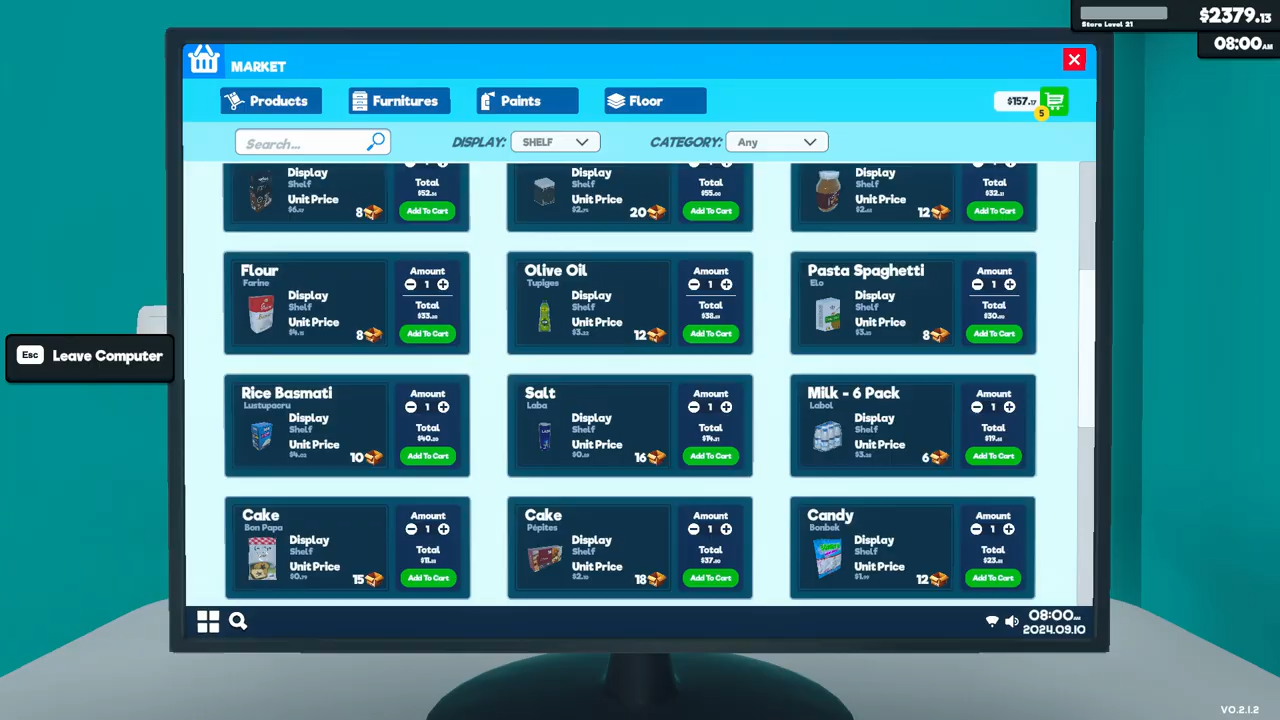 $2379.13
Store Level 21
08:00AM
MARKET
Products
Furnitures
Paints
Floor
$157.17
5
Search...
DISPLAY: SHELF
CATEGORY: Any
Display
Shelf
Unit Price
8
Total
Add To Cart
Display
Shelf
Unit Price
20
Total
$55.00
Add To Cart
Display
Shelf
Unit Price
12
Total
Add To Cart
Flour
Farine
Display
Shelf
Unit Price
8
Amount
1
Total
Add To Cart
Olive Oil
Tupiges
Display
Shelf
Unit Price
12
Amount
1
Total
Add To Cart
Pasta Spaghetti
Elo
Display
Shelf
Unit Price
8
Amount
1
Total
$30.00
Add To Cart
Rice Basmati
Lustupacru
Display
Shelf
Unit Price
10
Amount
1
Total
Add To Cart
Salt
Laba
Display
Shelf
Unit Price
16
Amount
1
Total
Add To Cart
Milk - 6 Pack
Labol
Display
Shelf
Unit Price
6
Amount
1
Total
Add To Cart
Cake
Bon Papa
Display
Shelf
Unit Price
15
Amount
1
Total
Add To Cart
Cake
Pépites
Display
Shelf
Unit Price
18
Amount
1
Total
Add To Cart
Candy
Bonbek
Display
Shelf
Unit Price
12
Amount
1
Total
Add To Cart
Esc Leave Computer
08:00AM
2024.09.10
V0.2.1.2